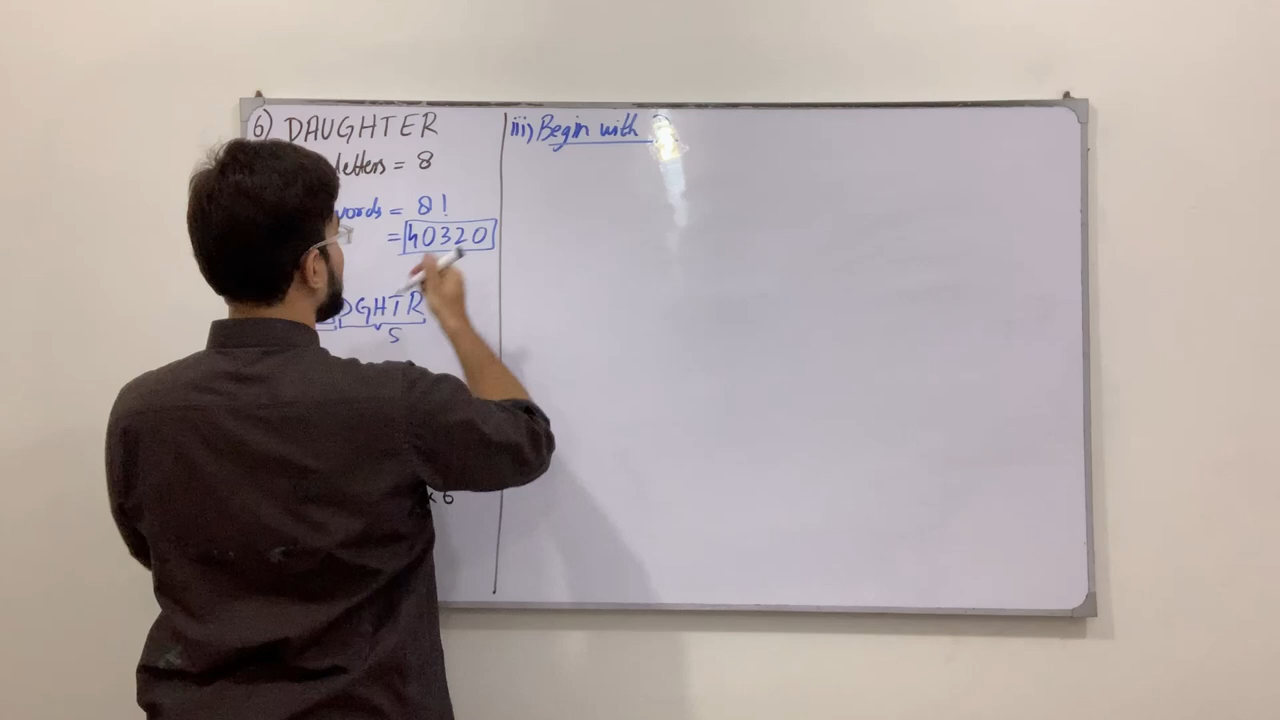 6) DAUGHTER
letters = 8
words = 8!
= 40320
DGHTR
5
x 6
iii) Begin with